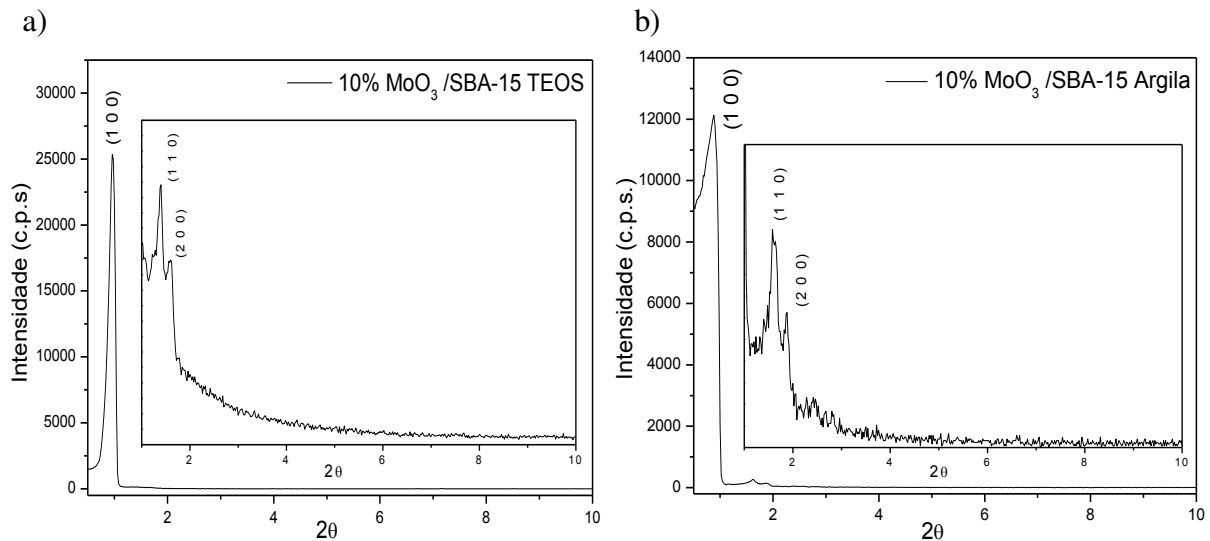 a)
10% MoO3 /SBA-15 TEOS
(1 0 0)
(1 1 0)
(2 0 0)
Intensidade (c.p.s)
30000
25000
20000
15000
10000
5000
0
2 4 6 8 10
2θ
2 4 6 8 10
2θ
b)
10% MoO3 /SBA-15 Argila
(1 0 0)
(1 1 0)
(2 0 0)
Intensidade (c.p.s.)
14000
12000
10000
8000
6000
4000
2000
0
2 4 6 8 10
2θ
2 4 6 8 10
2θ